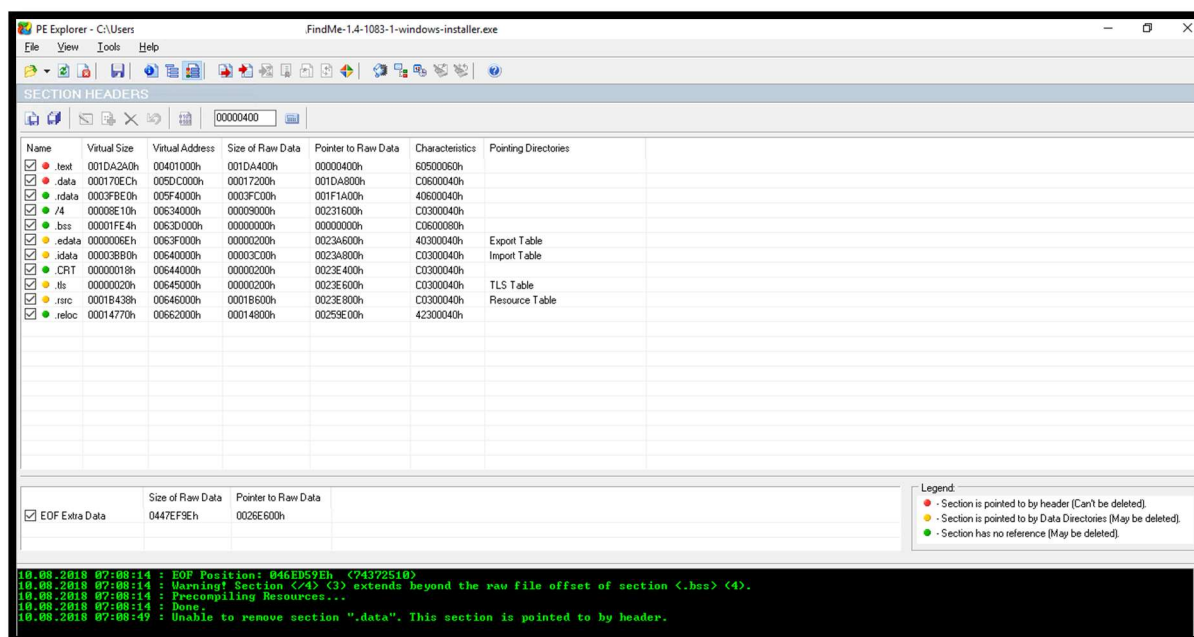 PE Explorer - C:\Users .FindMe-1.4-1083-1-windows-installer.exe
File View Tools Help
SECTION HEADERS
00000400
Name Virtual Size Virtual Address Size of Raw Data Pointer to Raw Data Characteristics Pointing Directories
.text 001DA2A0h 00401000h 001DA400h 00000400h 60500060h
.data 000170ECh 005DC000h 00017200h 001DA800h C0600040h
.rdata 0003FBE0h 005F4000h 0003FC00h 001F1A00h 40600040h
/4 00008E10h 00634000h 00009000h 00231600h C0300040h
.bss 00001FE4h 0063D000h 00000000h 00000000h C0600080h
.edata 0000006Eh 0063F000h 00000200h 0023A600h 40300040h Export Table
.idata 00003BB0h 00640000h 00003C00h 0023A800h C0300040h Import Table
.CRT 00000018h 00644000h 00000200h 0023E400h C0300040h
.tls 00000020h 00645000h 00000200h 0023E600h C0300040h TLS Table
.rsrc 0001B438h 00646000h 0001B600h 0023E800h C0300040h Resource Table
.reloc 00014770h 00662000h 00014800h 00259E00h 42300040h
Size of Raw Data Pointer to Raw Data
EOF Extra Data 0447EF9Eh 0026E600h
Legend:
- Section is pointed to by header (Can't be deleted).
- Section is pointed to by Data Directories (May be deleted).
- Section has no reference (May be deleted).
10.08.2018 07:08:14 : EOF Position: 046ED59Eh (74372510)
10.08.2018 07:08:14 : Warning! Section </4> <3> extends beyond the raw file offset of section <.bss> <4>.
10.08.2018 07:08:14 : Precompiling Resources...
10.08.2018 07:08:14 : Done.
10.08.2018 07:08:49 : Unable to remove section ".data". This section is pointed to by header.